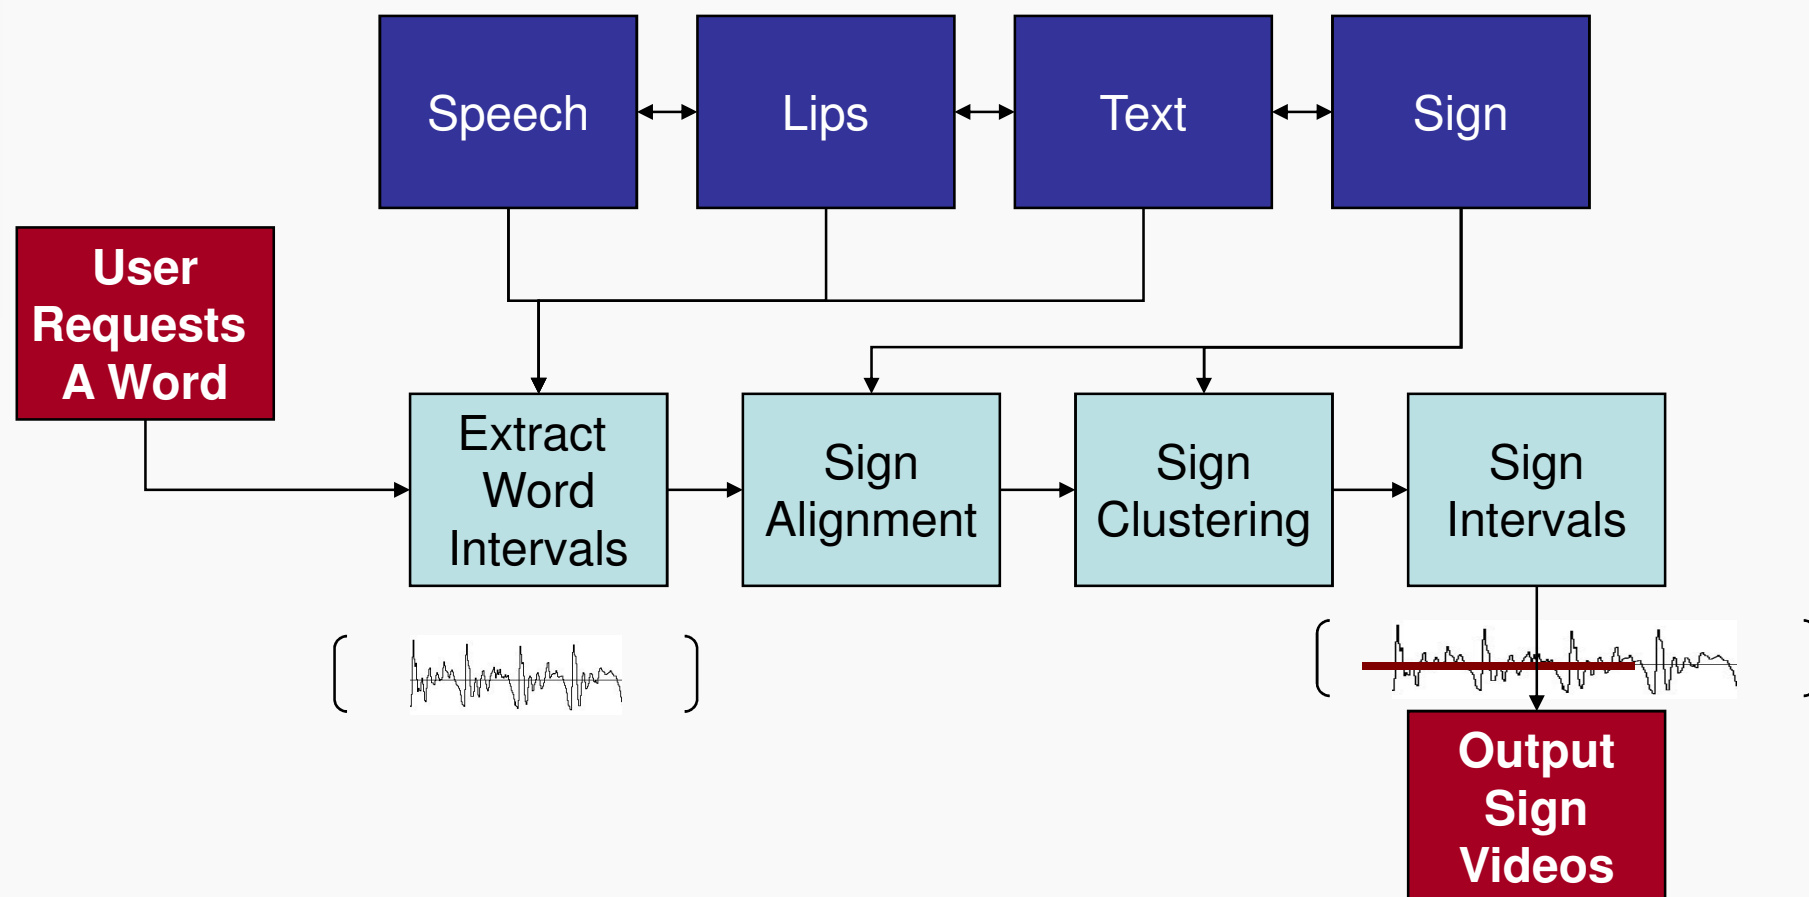 Speech
Lips
Text
Sign
User
Requests
A Word
Extract
Word
Intervals
Sign
Alignment
Sign
Clustering
Sign
Intervals
Output
Sign
Videos